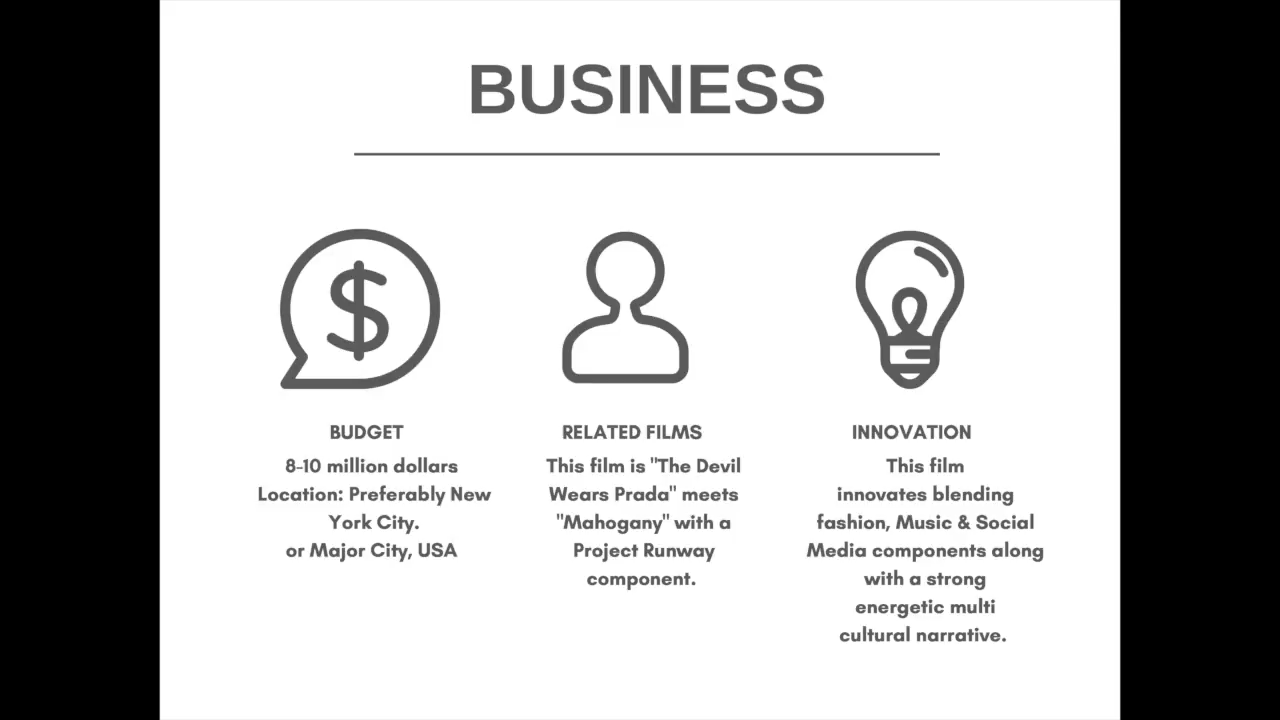 BUSINESS
BUDGET
8-10 million dollars
Location: Preferably New
York City.
or Major City, USA
RELATED FILMS
This film is "The Devil
Wears Prada" meets
"Mahogany" with a
Project Runway
component.
INNOVATION
This film
innovates blending
fashion, Music & Social
Media components along
with a strong
energetic multi
cultural narrative.